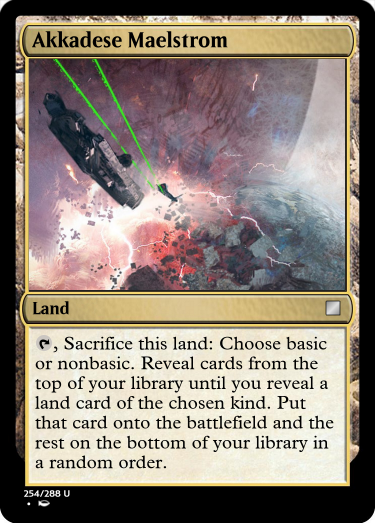 Akkadese Maelstrom
Land
, Sacrifice this land: Choose basic
or nonbasic. Reveal cards from the
top of your library until you reveal a
land card of the chosen kind. Put
that card onto the battlefield and the
rest on the bottom of your library in
a random order.
254/288 U